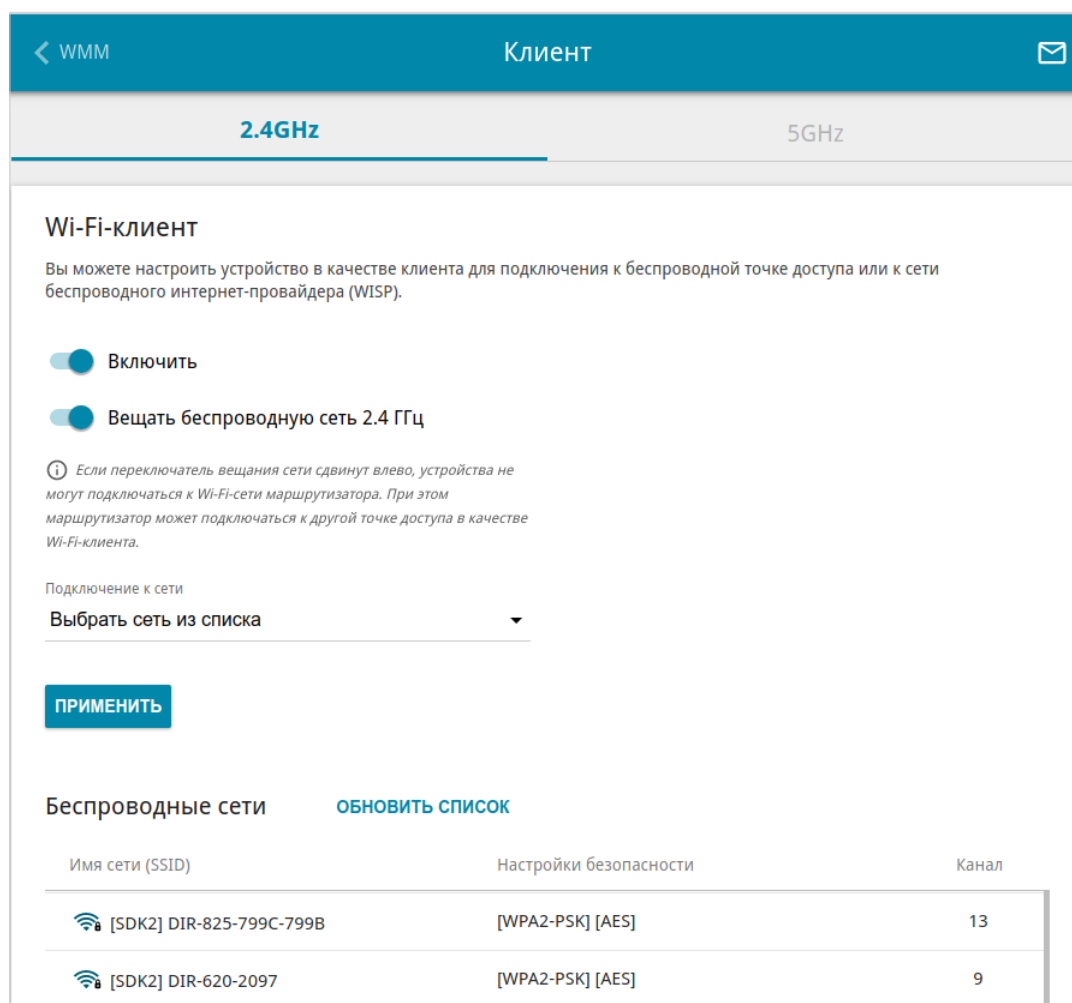 WMM
Клиент
2.4GHz
5GHz
Wi-Fi-клиент
Вы можете настроить устройство в качестве клиента для подключения к беспроводной точке доступа или к сети
беспроводного интернет-провайдера (WISP).
Включить
Вещать беспроводную сеть 2.4 ГГц
Если переключатель вещания сети сдвинут влево, устройства не
могут подключаться к Wi-Fi-сети маршрутизатора. При этом
маршрутизатор может подключаться к другой точке доступа в качестве
Wi-Fi-клиента.
Подключение к сети
Выбрать сеть из списка
ПРИМЕНИТЬ
Беспроводные сети ОБНОВИТЬ СПИСОК
Имя сети (SSID) Настройки безопасности Канал
[SDK2] DIR-825-799C-799B [WPA2-PSK] [AES] 13
[SDK2] DIR-620-2097 [WPA2-PSK] [AES] 9